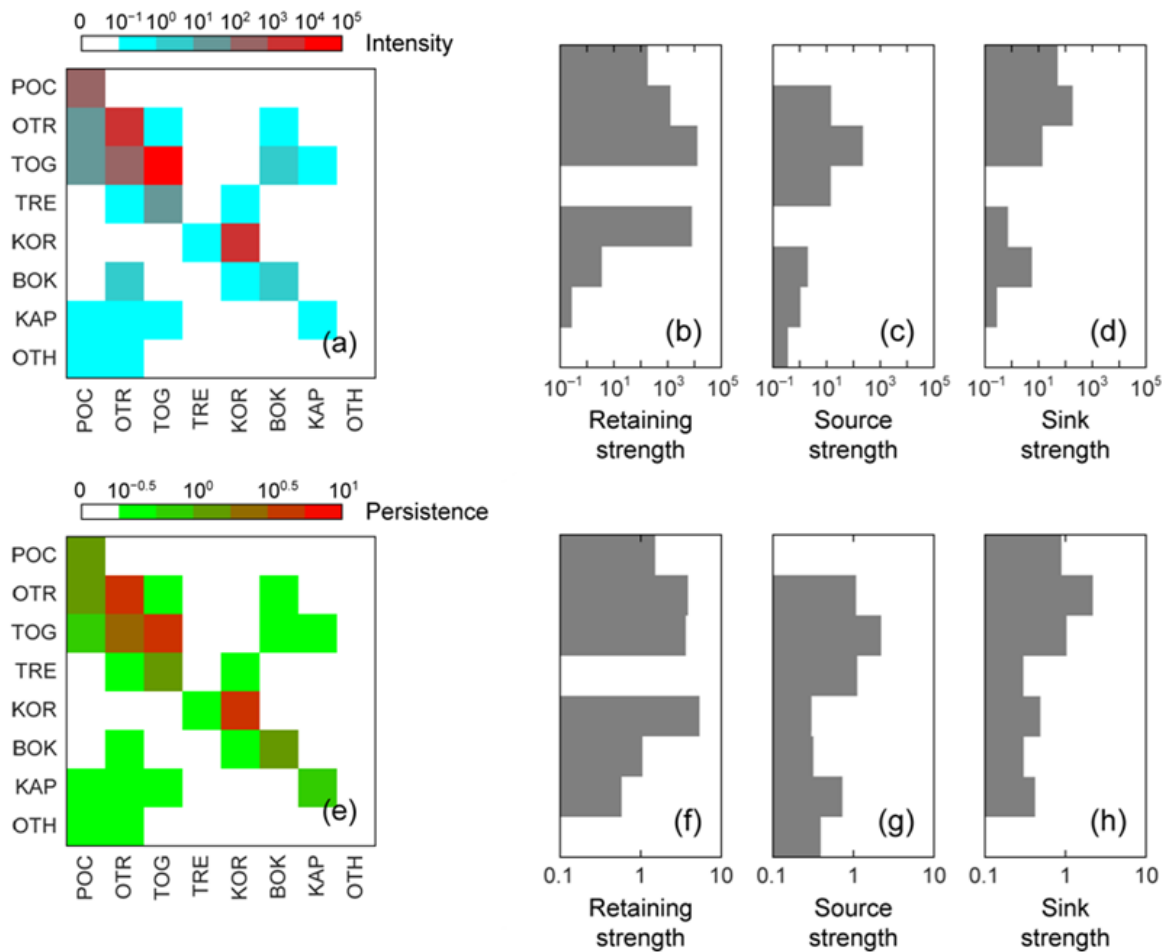 0 10⁻¹ 10⁰ 10¹ 10² 10³ 10⁴ 10⁵
Intensity
POC
OTR
TOG
TRE
KOR
BOK
KAP
OTH
(a)
POC OTR TOG TRE KOR BOK KAP OTH
(b)
10⁻¹ 10¹ 10³ 10⁵
Retaining
strength
(c)
10⁻¹ 10¹ 10³ 10⁵
Source
strength
(d)
10⁻¹ 10¹ 10³ 10⁵
Sink
strength
0 10⁻⁰·⁵ 10⁰ 10⁰·⁵ 10¹
Persistence
POC
OTR
TOG
TRE
KOR
BOK
KAP
OTH
(e)
POC OTR TOG TRE KOR BOK KAP OTH
(f)
0.1 1 10
Retaining
strength
(g)
0.1 1 10
Source
strength
(h)
0.1 1 10
Sink
strength